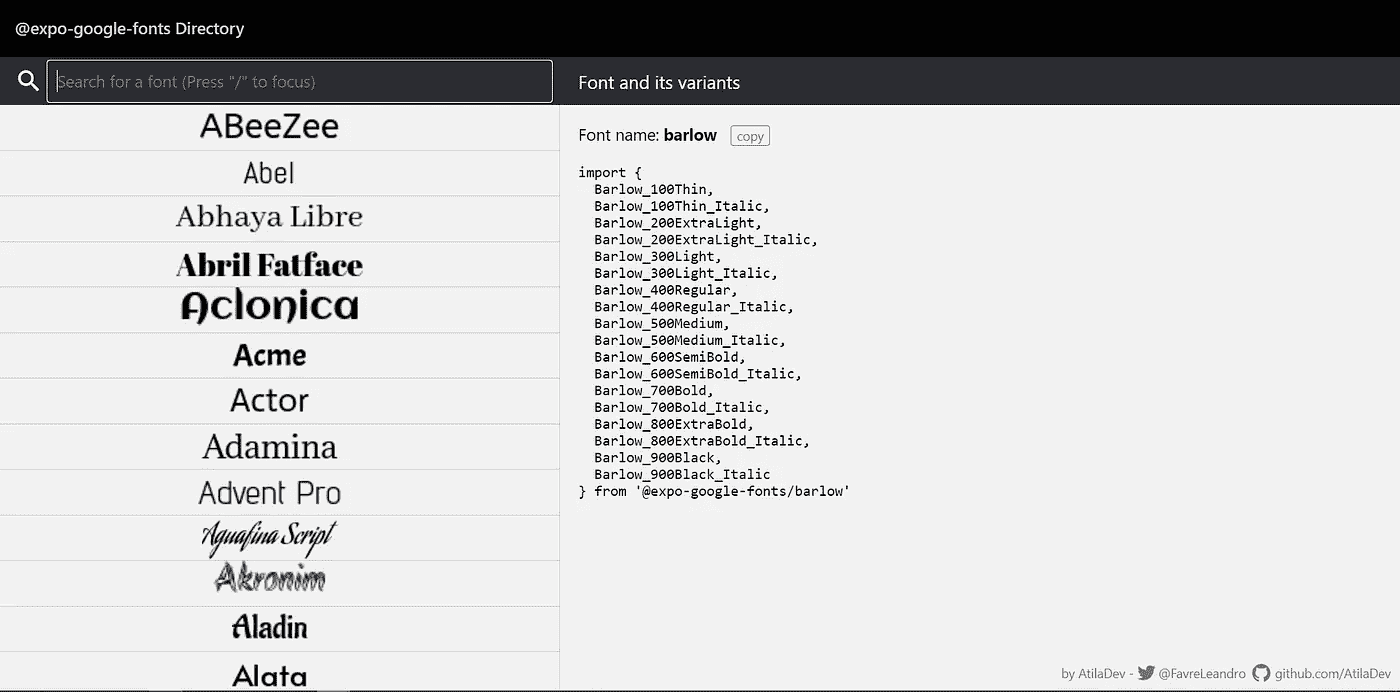 @expo-google-fonts Directory
Search for a font (Press "/" to focus)
Font and its variants
ABeeZee
Abel
Abhaya Libre
Abril Fatface
Aclonica
Acme
Actor
Adamina
Advent Pro
Aguafina Script
Akronim
Aladin
Alata
Font name: barlow copy
import {
  Barlow_100Thin,
  Barlow_100Thin_Italic,
  Barlow_200ExtraLight,
  Barlow_200ExtraLight_Italic,
  Barlow_300Light,
  Barlow_300Light_Italic,
  Barlow_400Regular,
  Barlow_400Regular_Italic,
  Barlow_500Medium,
  Barlow_500Medium_Italic,
  Barlow_600SemiBold,
  Barlow_600SemiBold_Italic,
  Barlow_700Bold,
  Barlow_700Bold_Italic,
  Barlow_800ExtraBold,
  Barlow_800ExtraBold_Italic,
  Barlow_900Black,
  Barlow_900Black_Italic
} from '@expo-google-fonts/barlow'
by AtilaDev - @FavreLeandro github.com/AtilaDev